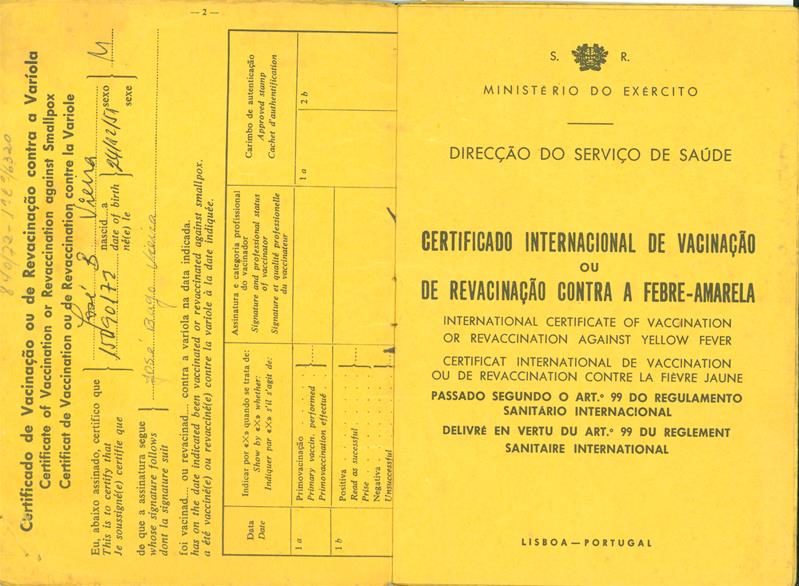 — 2 —
Certificado de Vacinação ou de Revacinação contra a Varíola
Certificate of Vaccination or Revaccination against Smallpox
Certificat de Vaccination ou de Revaccination contre la Variole
Eu, abaixo assinado, certifico que
This is to certify that
Je soussigné(e) certifie que
José B Vieira
11090172
nascid.... a
date of birth
né(e) le
24/12/51
sexo
sexe
M
de que a assinatura segue
whose signature follows
dont la signature suit
José Vieira
foi vacinad.... ou revacinad.... contra a varíola na data indicada.
has on the date indicated been vaccinated or revaccinated against smallpox.
a été vacciné(e) ou revacciné(e) contre la variole à la date indiquée.
Data
Date
Indicar por «X» quando se trata de:
Show by «X» whether:
Indiquer par «X» s'il s'agit de:
Assinatura e categoria profissional
do vacinador
Signature and professional status
of vaccinator
Signature et qualité professionelle
du vaccinateur
Carimbo de autenticação
Approved stamp
Cachet d'authentification
1 a
Primovacinação
Primary vaccin. performed
Primovaccination effectué
1 a
2 b
1 b
Positiva
Read as sucessful
Prise
Negativa
Unsuccessful
S. R.
MINISTÉRIO DO EXÉRCITO
DIRECÇÃO DO SERVIÇO DE SAÚDE
CERTIFICADO INTERNACIONAL DE VACINAÇÃO
OU
DE REVACINAÇÃO CONTRA A FEBRE-AMARELA
INTERNATIONAL CERTIFICATE OF VACCINATION
OR REVACCINATION AGAINST YELLOW FEVER
CERTIFICAT INTERNATIONAL DE VACCINATION
OU DE REVACCINATION CONTRE LA FIÈVRE JAUNE
PASSADO SEGUNDO O ART.º 99 DO REGULAMENTO
SANITÁRIO INTERNACIONAL
DELIVRÉ EN VERTU DU ART.º 99 DU REGLEMENT
SANITAIRE INTERNATIONAL
LISBOA — PORTUGAL